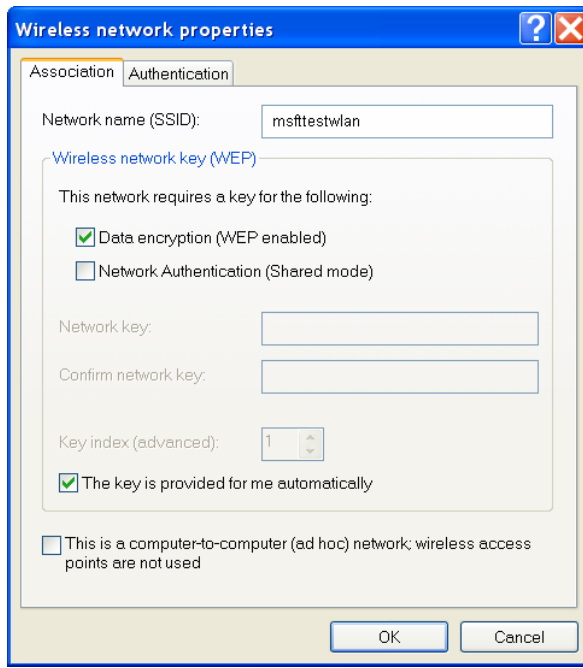 Wireless network properties
Association
Authentication
Network name (SSID):
msfttestwlan
Wireless network key (WEP)
This network requires a key for the following:
Data encryption (WEP enabled)
Network Authentication (Shared mode)
Network key:
Confirm network key:
Key index (advanced):
1
The key is provided for me automatically
This is a computer-to-computer (ad hoc) network; wireless access
points are not used
OK
Cancel